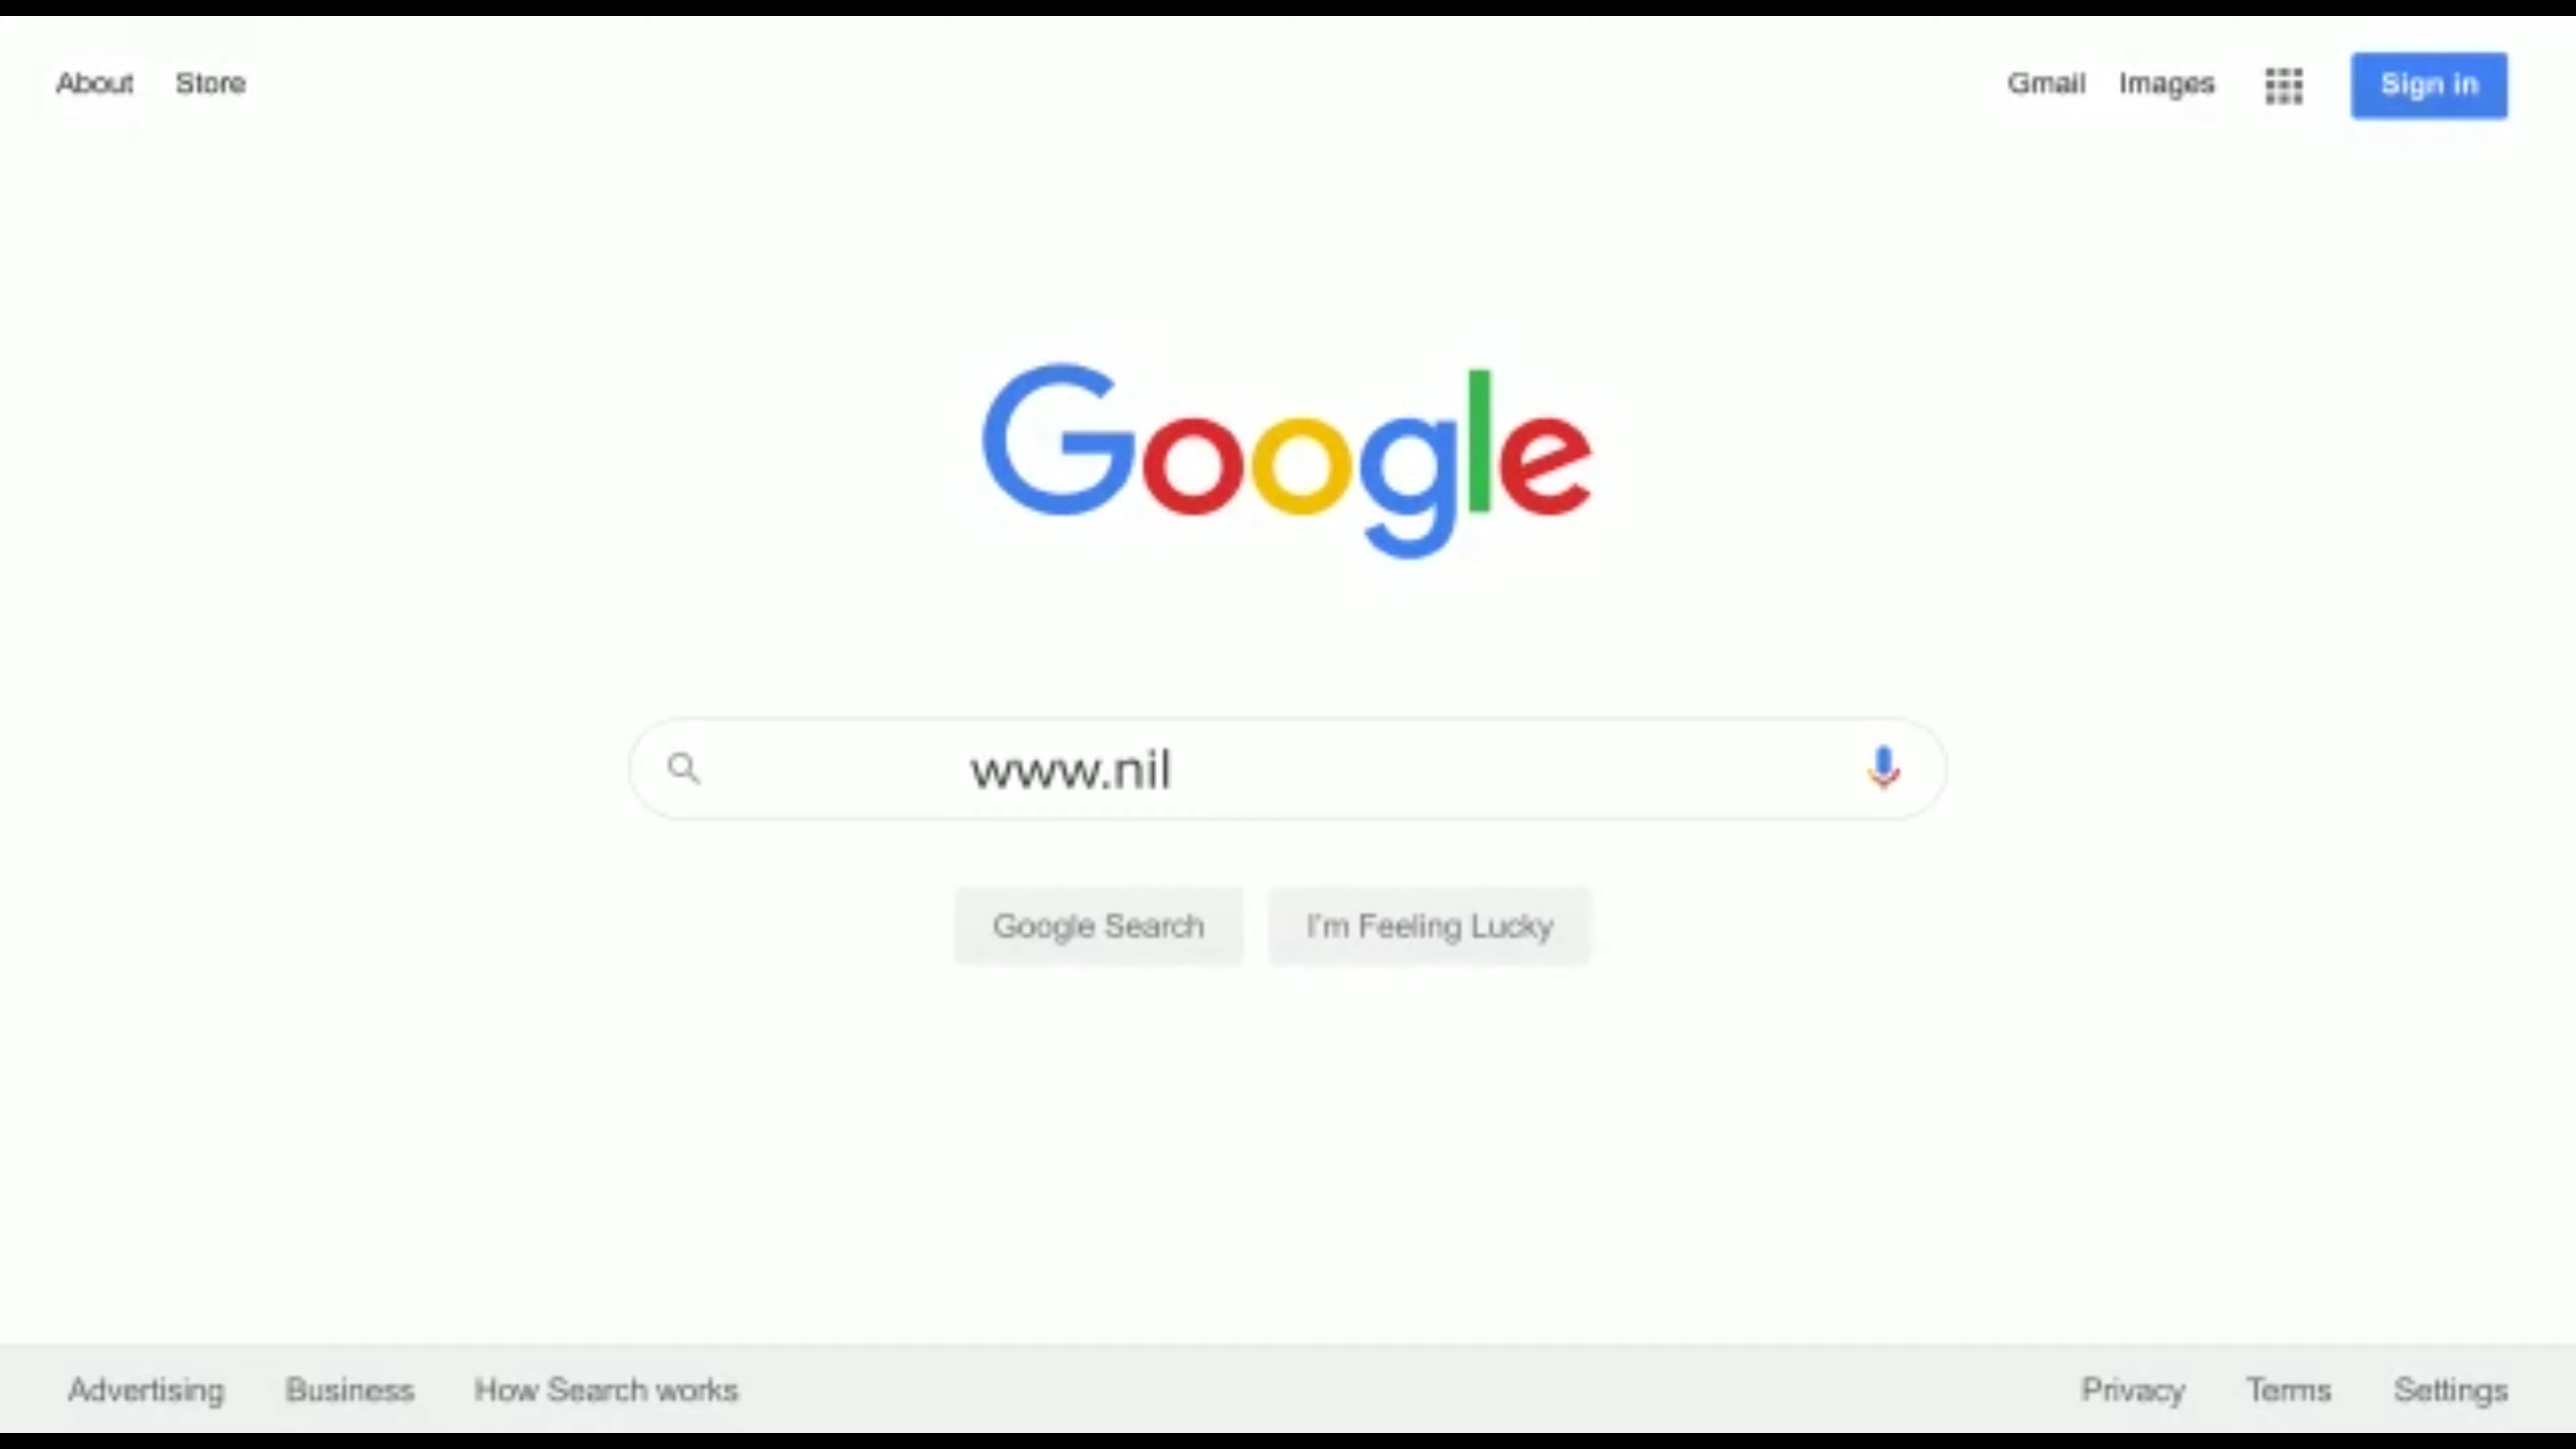 About Store Gmail Images Sign in
Google
www.nil
Google Search I'm Feeling Lucky
Advertising Business How Search works Privacy Terms Settings